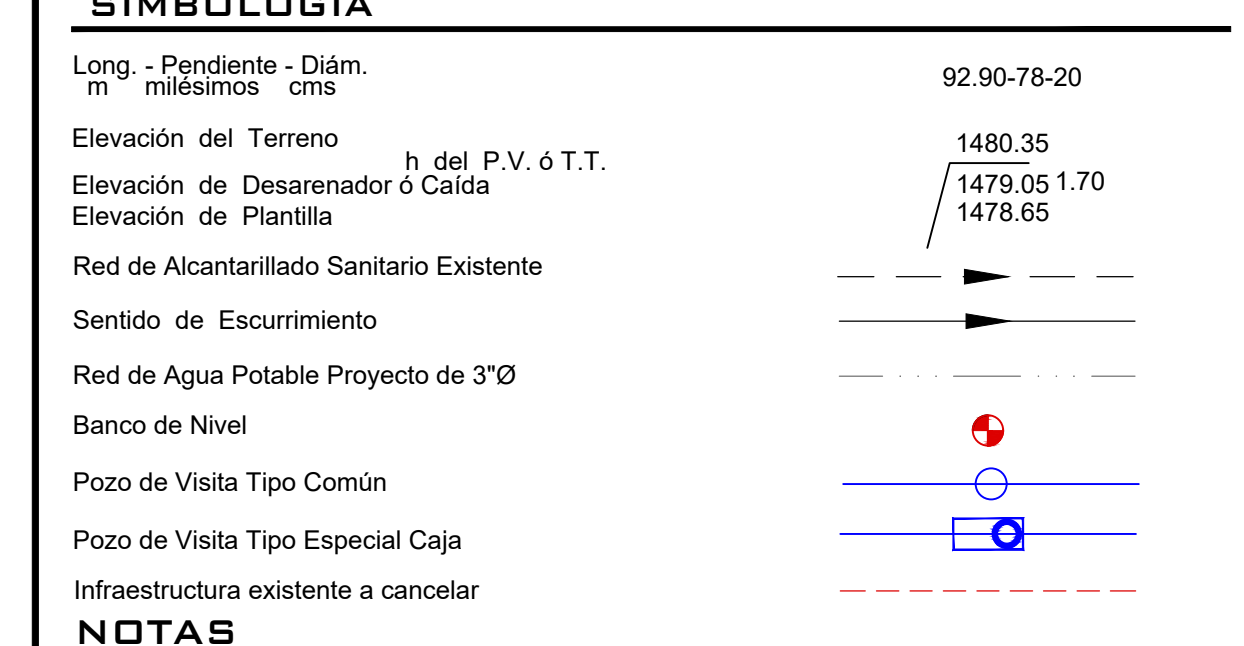 SIMBOLOGIA
Long. - Pendiente - Diám.
m milésimos cms
92.90-78-20
Elevación del Terreno
1480.35
h del P.V. ó T.T.
Elevación de Desarenador ó Caída
1479.05 1.70
Elevación de Plantilla
1478.65
Red de Alcantarillado Sanitario Existente
Sentido de Escurrimiento
Red de Agua Potable Proyecto de 3"Ø
Banco de Nivel
Pozo de Visita Tipo Común
Pozo de Visita Tipo Especial Caja
Infraestructura existente a cancelar
NOTAS